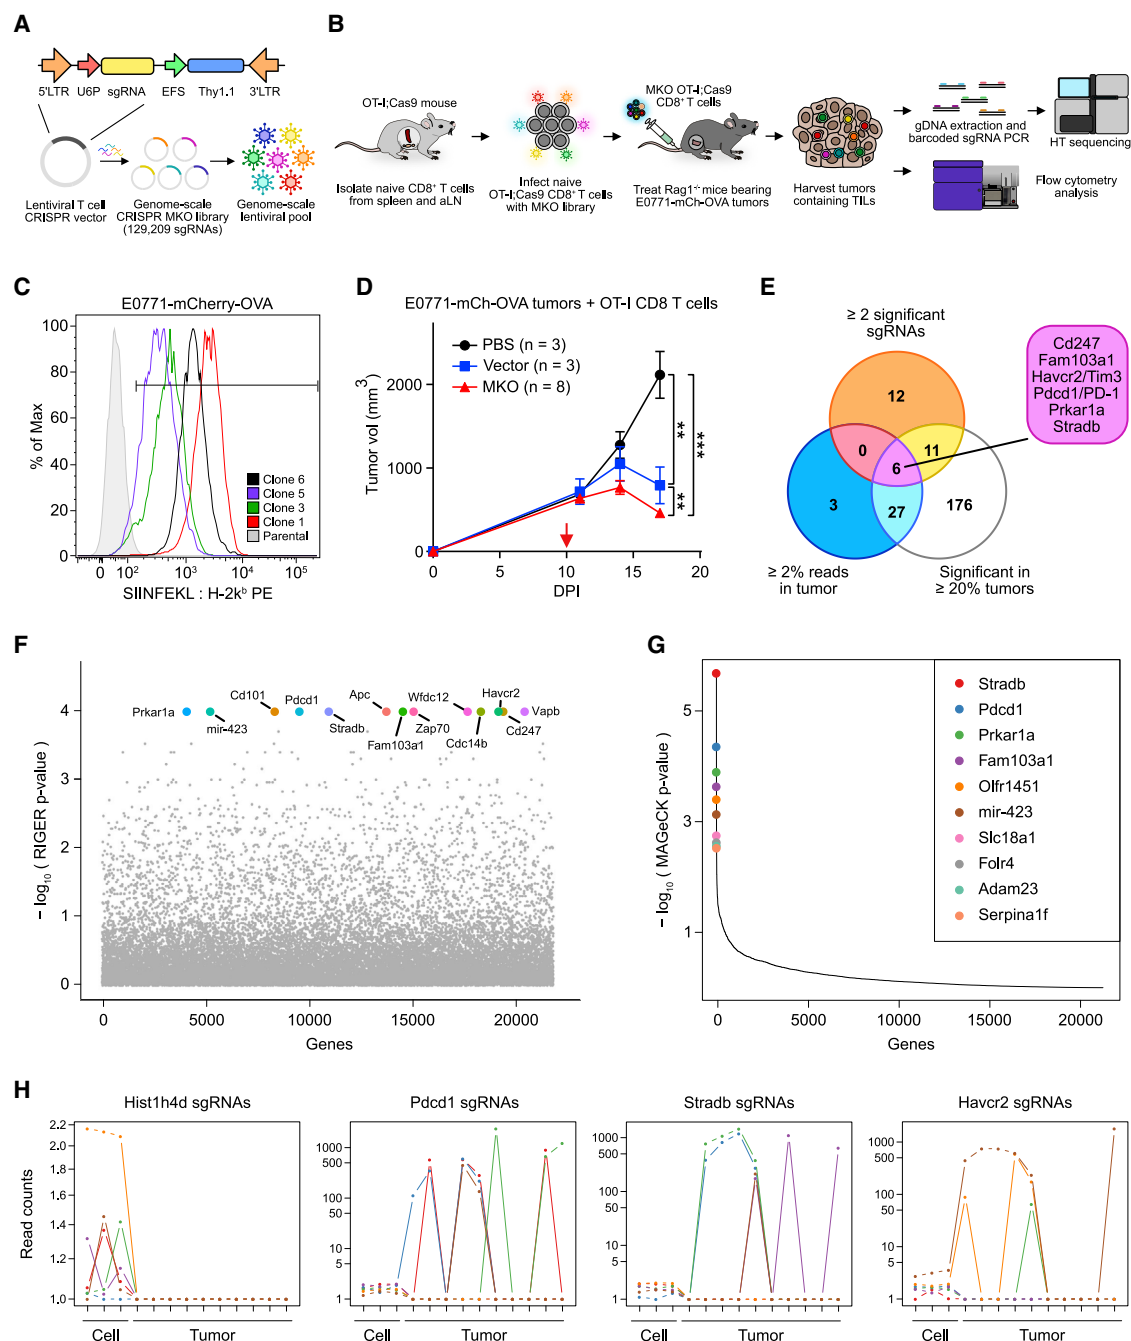 A
5'LTR U6P sgRNA EFS Thy1.1 3'LTR
Lentiviral T cell
CRISPR vector
Genome-scale
CRISPR MKO library
(129,209 sgRNAs)
Genome-scale
lentiviral pool
B
OT-I;Cas9 mouse
Isolate naive CD8+ T cells
from spleen and aLN
Infect naive
OT-I;Cas9 CD8+ T cells
with MKO library
MKO OT-I;Cas9
CD8+ T cells
Treat Rag1-/- mice bearing
E0771-mCh-OVA tumors
Harvest tumors
containing TILs
gDNA extraction and
barcoded sgRNA PCR
HT sequencing
Flow cytometry
analysis
C
E0771-mCherry-OVA
% of Max
100
80
60
40
20
0
Clone 6
Clone 5
Clone 3
Clone 1
Parental
0 10² 10³ 10⁴ 10⁵
SIINFEKL : H-2kᵇ PE
D
E0771-mCh-OVA tumors + OT-I CD8 T cells
PBS (n = 3)
Vector (n = 3)
MKO (n = 8)
Tumor vol (mm³)
2000
1000
0
** ***
**
0 5 10 15 20
DPI
E
≥ 2 significant
sgRNAs
12
0 11
6
3 27 176
≥ 2% reads
in tumor
Significant in
≥ 20% tumors
Cd247
Fam103a1
Havcr2/Tim3
Pdcd1/PD-1
Prkar1a
Stradb
F
− log₁₀ ( RIGER p-value )
4
3
2
1
0
Prkar1a
mir-423
Cd101
Pdcd1
Stradb
Apc
Fam103a1
Zap70
Wfdc12
Cdc14b
Havcr2
Cd247
Vapb
0 5000 10000 15000 20000
Genes
G
− log₁₀ ( MAGeCK p-value )
5
3
1
Stradb
Pdcd1
Prkar1a
Fam103a1
Olfr1451
mir-423
Slc18a1
Folr4
Adam23
Serpina1f
0 5000 10000 15000 20000
Genes
H
Read counts
Hist1h4d sgRNAs
2.2
2.0
1.8
1.6
1.4
1.2
1.0
Cell Tumor
Pdcd1 sgRNAs
1000
500
100
50
10
5
1
Cell Tumor
Stradb sgRNAs
1000
500
100
50
10
5
1
Cell Tumor
Havcr2 sgRNAs
1000
500
100
50
10
5
1
Cell Tumor